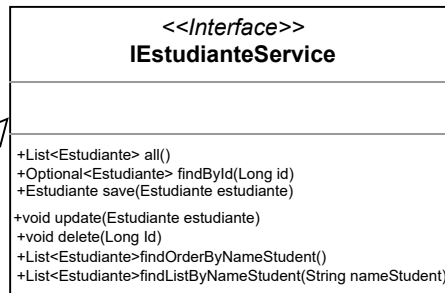 <<Interface>>
IEstudianteService
+List<Estudiante> all()
+Optional<Estudiante> findById(Long id)
+Estudiante save(Estudiante estudiante)
+void update(Estudiante estudiante)
+void delete(Long Id)
+List<Estudiante>findOrderByNameStudent()
+List<Estudiante>findListByNameStudent(String nameStudent)